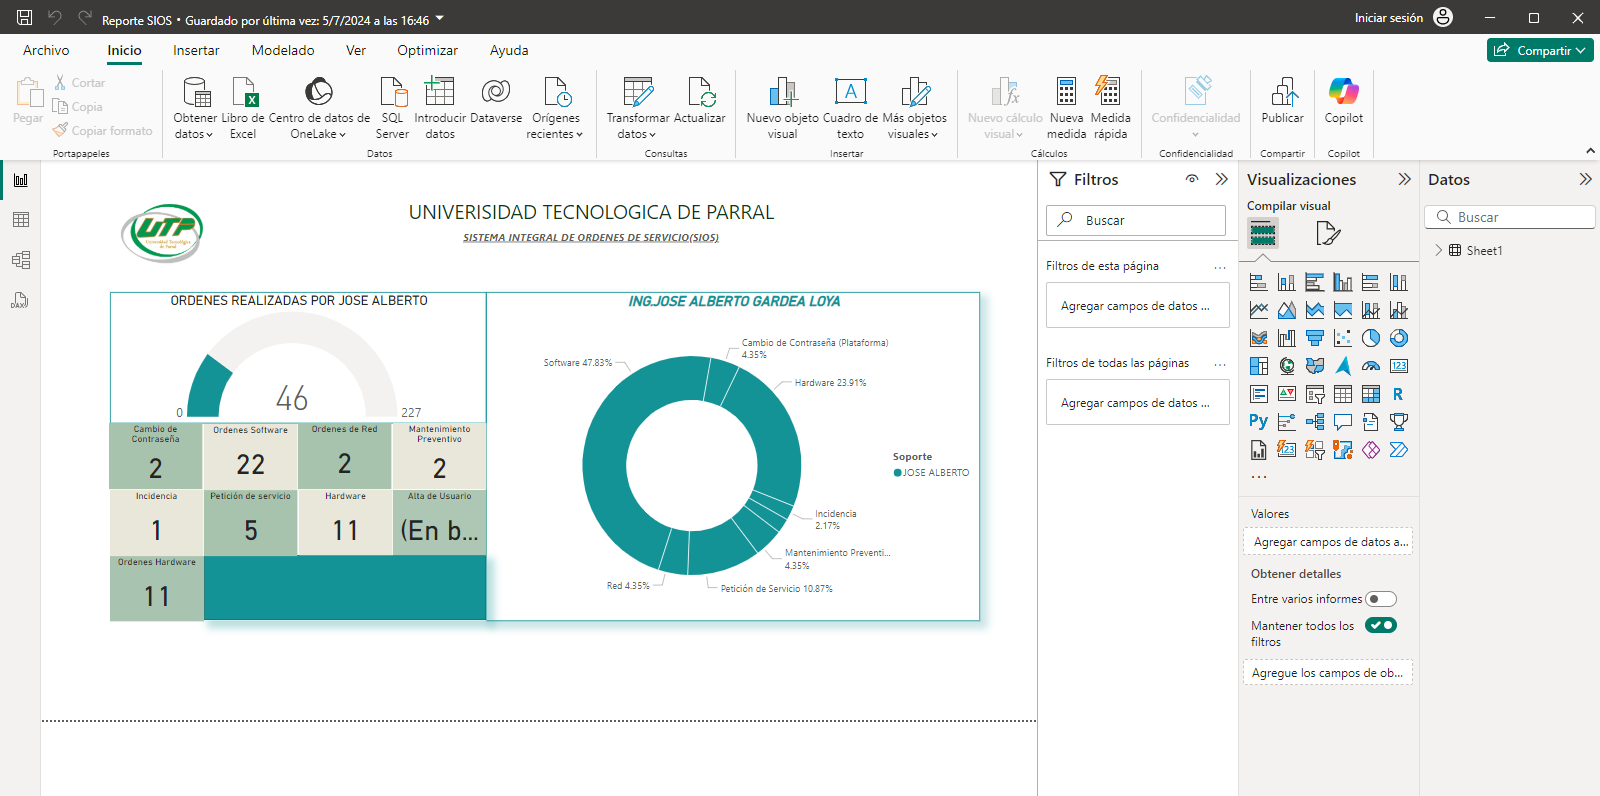 Reporte SIOS • Guardado por última vez: 5/7/2024 a las 16:46
Iniciar sesión
Archivo
Inicio
Insertar
Modelado
Ver
Optimizar
Ayuda
Compartir
Pegar
Cortar
Copia
Copiar formato
Portapapeles
Obtener datos
Libro de Excel
Centro de datos de OneLake
SQL Server
Introducir datos
Dataverse
Orígenes recientes
Datos
Transformar datos
Actualizar
Consultas
Nuevo objeto visual
Cuadro de texto
Más objetos visuales
Insertar
Nuevo cálculo visual
Nueva medida
Medida rápida
Cálculos
Confidencialidad
Confidencialidad
Publicar
Compartir
Copilot
Copilot
UTP
Universidad Tecnológica
de Parral
UNIVERISIDAD TECNOLOGICA DE PARRAL
SISTEMA INTEGRAL DE ORDENES DE SERVICIO(SIOS)
ORDENES REALIZADAS POR JOSE ALBERTO
0
46
227
Cambio de Contraseña
2
Ordenes Software
22
Ordenes de Red
2
Mantenimiento Preventivo
2
Incidencia
1
Petición de servicio
5
Hardware
11
Alta de Usuario
(En b...
Ordenes Hardware
11
ING.JOSE ALBERTO GARDEA LOYA
Software 47.83%
Cambio de Contraseña (Plataforma)
4.35%
Hardware 23.91%
Incidencia
2.17%
Mantenimiento Preventi...
4.35%
Petición de Servicio 10.87%
Red 4.35%
Soporte
JOSE ALBERTO
Filtros
Buscar
Filtros de esta página
...
Agregar campos de datos ...
Filtros de todas las páginas
...
Agregar campos de datos ...
Visualizaciones
Compilar visual
123
R
Py
123
...
Valores
Agregar campos de datos a...
Obtener detalles
Entre varios informes
Mantener todos los
filtros
Agregue los campos de ob...
Datos
Buscar
Sheet1